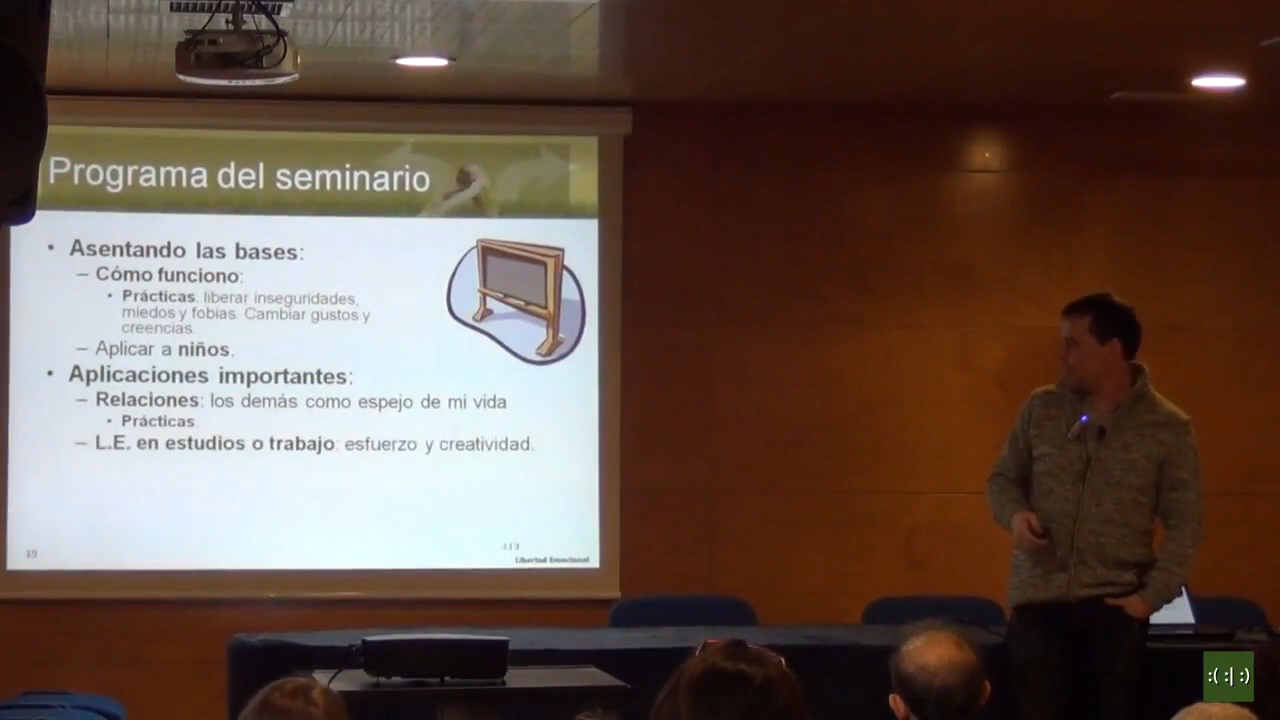 Programa del seminario
• Asentando las bases:
– Cómo funciono:
• Prácticas. liberar inseguridades,
miedos y fobias. Cambiar gustos y
creencias.
– Aplicar a niños.
• Aplicaciones importantes:
– Relaciones: los demás como espejo de mi vida
• Prácticas.
– L.E. en estudios o trabajo: esfuerzo y creatividad.
19
Libertad Emocional
:( :| :)